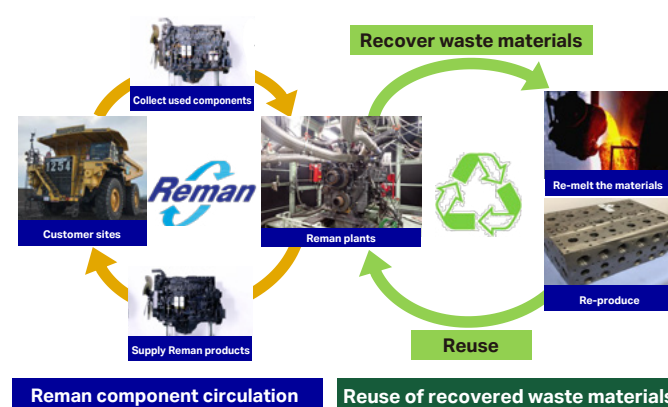 Recover waste materials
Collect used components
1254
Reman
Re-melt the materials
Customer sites
Reman plants
Re-produce
Supply Reman products
Reuse
Reman component circulation
Reuse of recovered waste materials